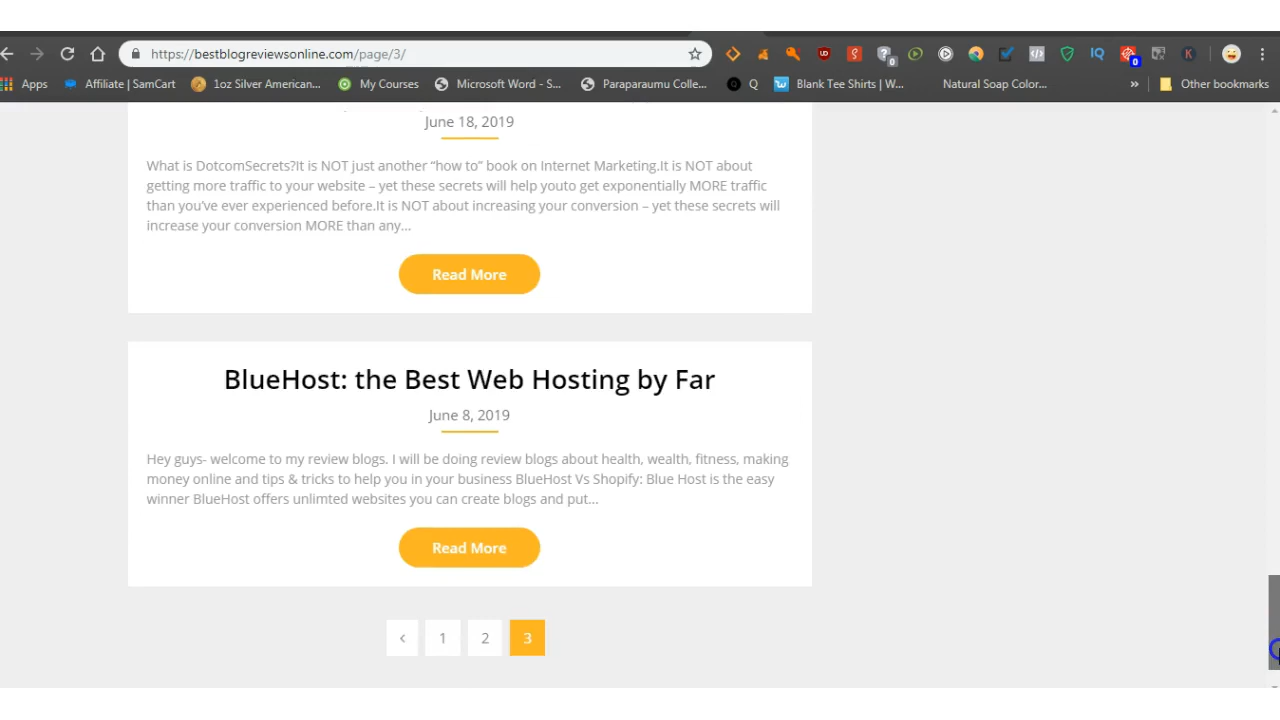 https://bestblogreviewsonline.com/page/3/
0
0
IQ
K
Apps
Affiliate | SamCart
1oz Silver American...
My Courses
Microsoft Word - S...
Paraparaumu Colle...
Q
Blank Tee Shirts | W...
Natural Soap Color...
»
Other bookmarks
June 18, 2019
What is DotcomSecrets?It is NOT just another “how to” book on Internet Marketing.It is NOT about
getting more traffic to your website – yet these secrets will help youto get exponentially MORE traffic
than you’ve ever experienced before.It is NOT about increasing your conversion – yet these secrets will
increase your conversion MORE than any...
Read More
BlueHost: the Best Web Hosting by Far
June 8, 2019
Hey guys- welcome to my review blogs. I will be doing review blogs about health, wealth, fitness, making
money online and tips & tricks to help you in your business BlueHost Vs Shopify: Blue Host is the easy
winner BlueHost offers unlimted websites you can create blogs and put...
Read More
‹ 1 2 3